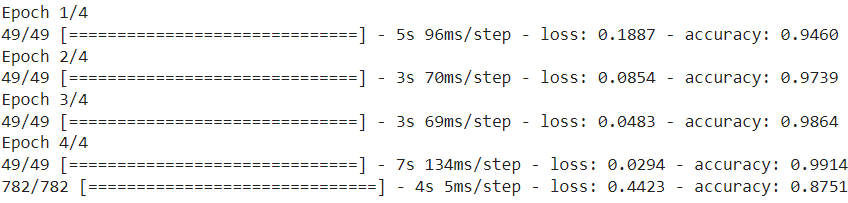 Epoch 1/4
49/49 [==============================] - 5s 96ms/step - loss: 0.1887 - accuracy: 0.9460
Epoch 2/4
49/49 [==============================] - 3s 70ms/step - loss: 0.0854 - accuracy: 0.9739
Epoch 3/4
49/49 [==============================] - 3s 69ms/step - loss: 0.0483 - accuracy: 0.9864
Epoch 4/4
49/49 [==============================] - 7s 134ms/step - loss: 0.0294 - accuracy: 0.9914
782/782 [==============================] - 4s 5ms/step - loss: 0.4423 - accuracy: 0.8751